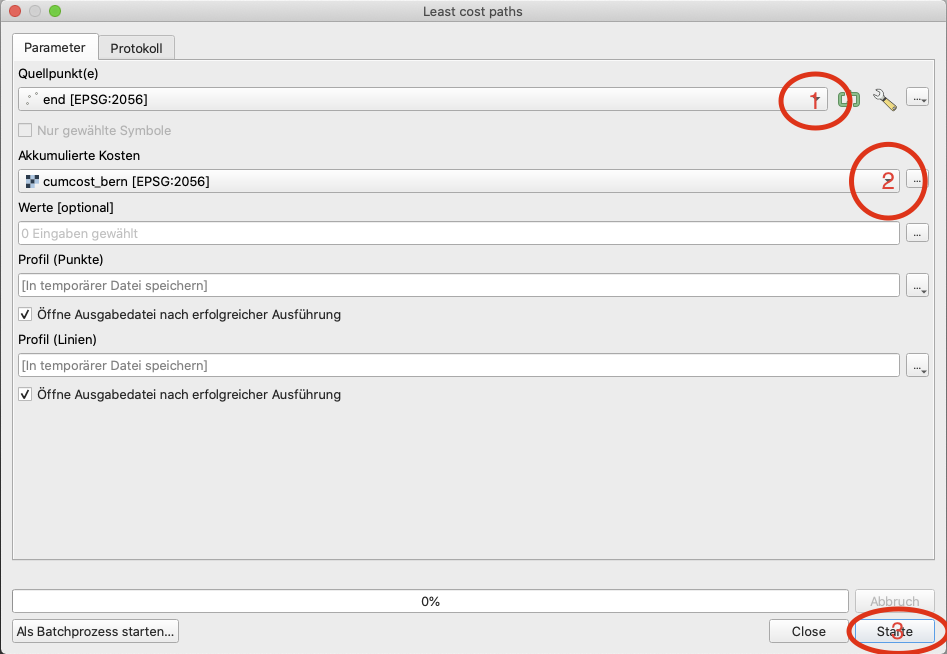 Least cost paths
Parameter Protokoll
Quellpunkt(e)
end [EPSG:2056] 1 ...
Nur gewählte Symbole
Akkumulierte Kosten
cumcost_bern [EPSG:2056] 2 ...
Werte [optional]
0 Eingaben gewählt ...
Profil (Punkte)
[In temporärer Datei speichern] ...
Öffne Ausgabedatei nach erfolgreicher Ausführung
Profil (Linien)
[In temporärer Datei speichern] ...
Öffne Ausgabedatei nach erfolgreicher Ausführung
0% Abbruch
Als Batchprozess starten... Close Starte 3